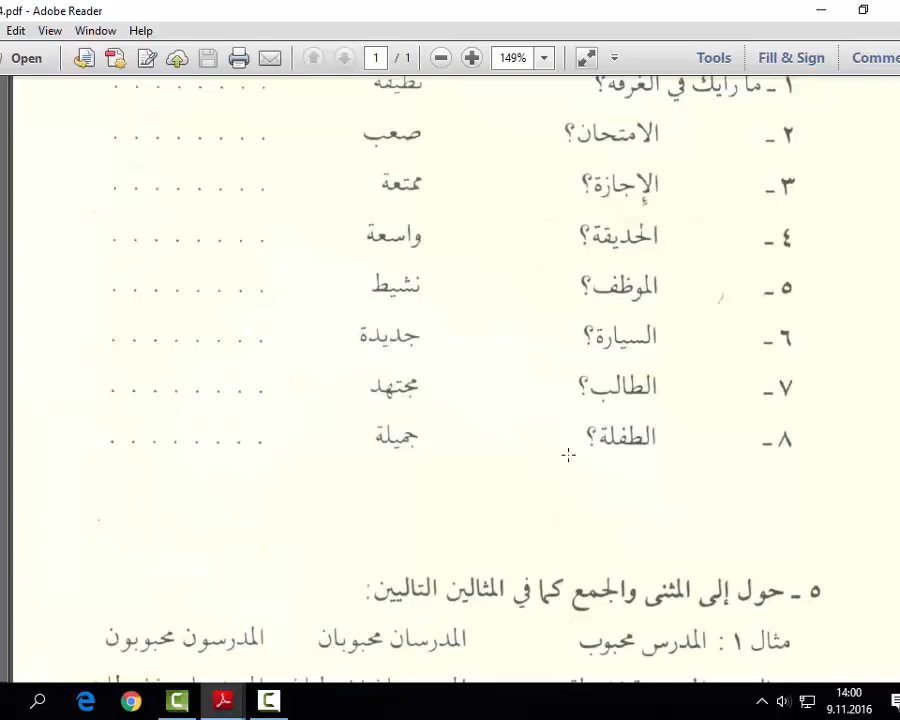 4.pdf - Adobe Reader
Edit View Window Help
Open 1 / 1 149% Tools Fill & Sign Comme
١ ـ ما رأيك في الغرفة؟ نظيفة . . . . . . . .
٢ ـ الامتحان؟ صعب . . . . . . . .
٣ ـ الإجازة؟ ممتعة . . . . . . . .
٤ ـ الحديقة؟ واسعة . . . . . . . .
٥ ـ الموظف؟ نشيط . . . . . . . .
٦ ـ السيارة؟ جديدة . . . . . . . .
٧ ـ الطالب؟ مجتهد . . . . . . . .
٨ ـ الطفلة؟ جميلة . . . . . . . .
٥ ـ حول إلى المثنى والجمع كما في المثالين التاليين:
مثال ١ : المدرس محبوب المدرسان محبوبان المدرسون محبوبون
14:00
9.11.2016